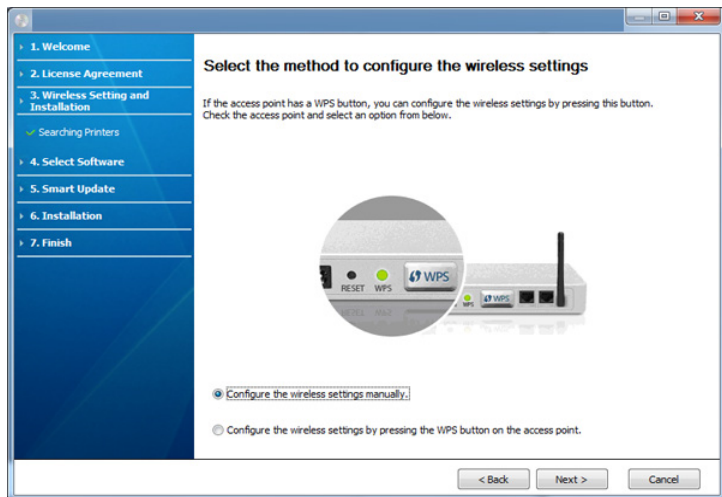 1. Welcome
2. License Agreement
3. Wireless Setting and
Installation
Searching Printers
4. Select Software
5. Smart Update
6. Installation
7. Finish
Select the method to configure the wireless settings
If the access point has a WPS button, you can configure the wireless settings by pressing this button.
Check the access point and select an option from below.
RESET WPS WPS
WPS WPS
Configure the wireless settings manually.
Configure the wireless settings by pressing the WPS button on the access point.
< Back Next > Cancel